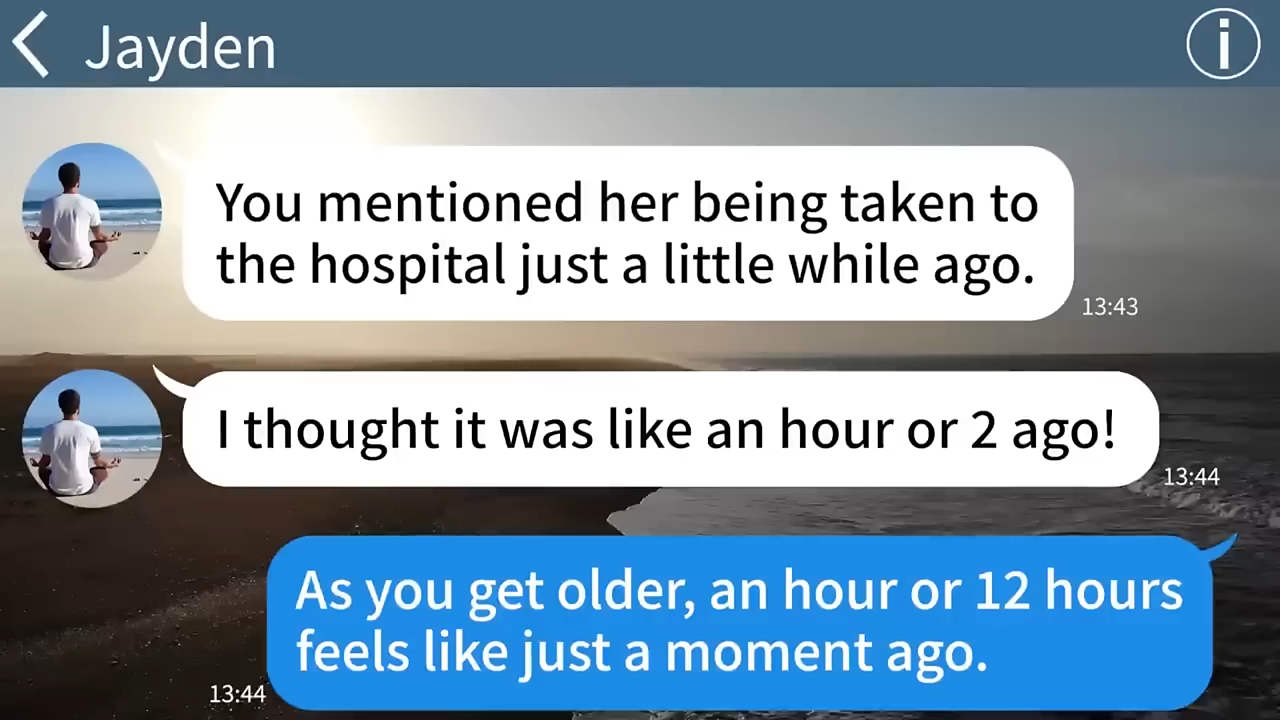 Jayden
You mentioned her being taken to
the hospital just a little while ago.
13:43
I thought it was like an hour or 2 ago!
13:44
As you get older, an hour or 12 hours
feels like just a moment ago.
13:44